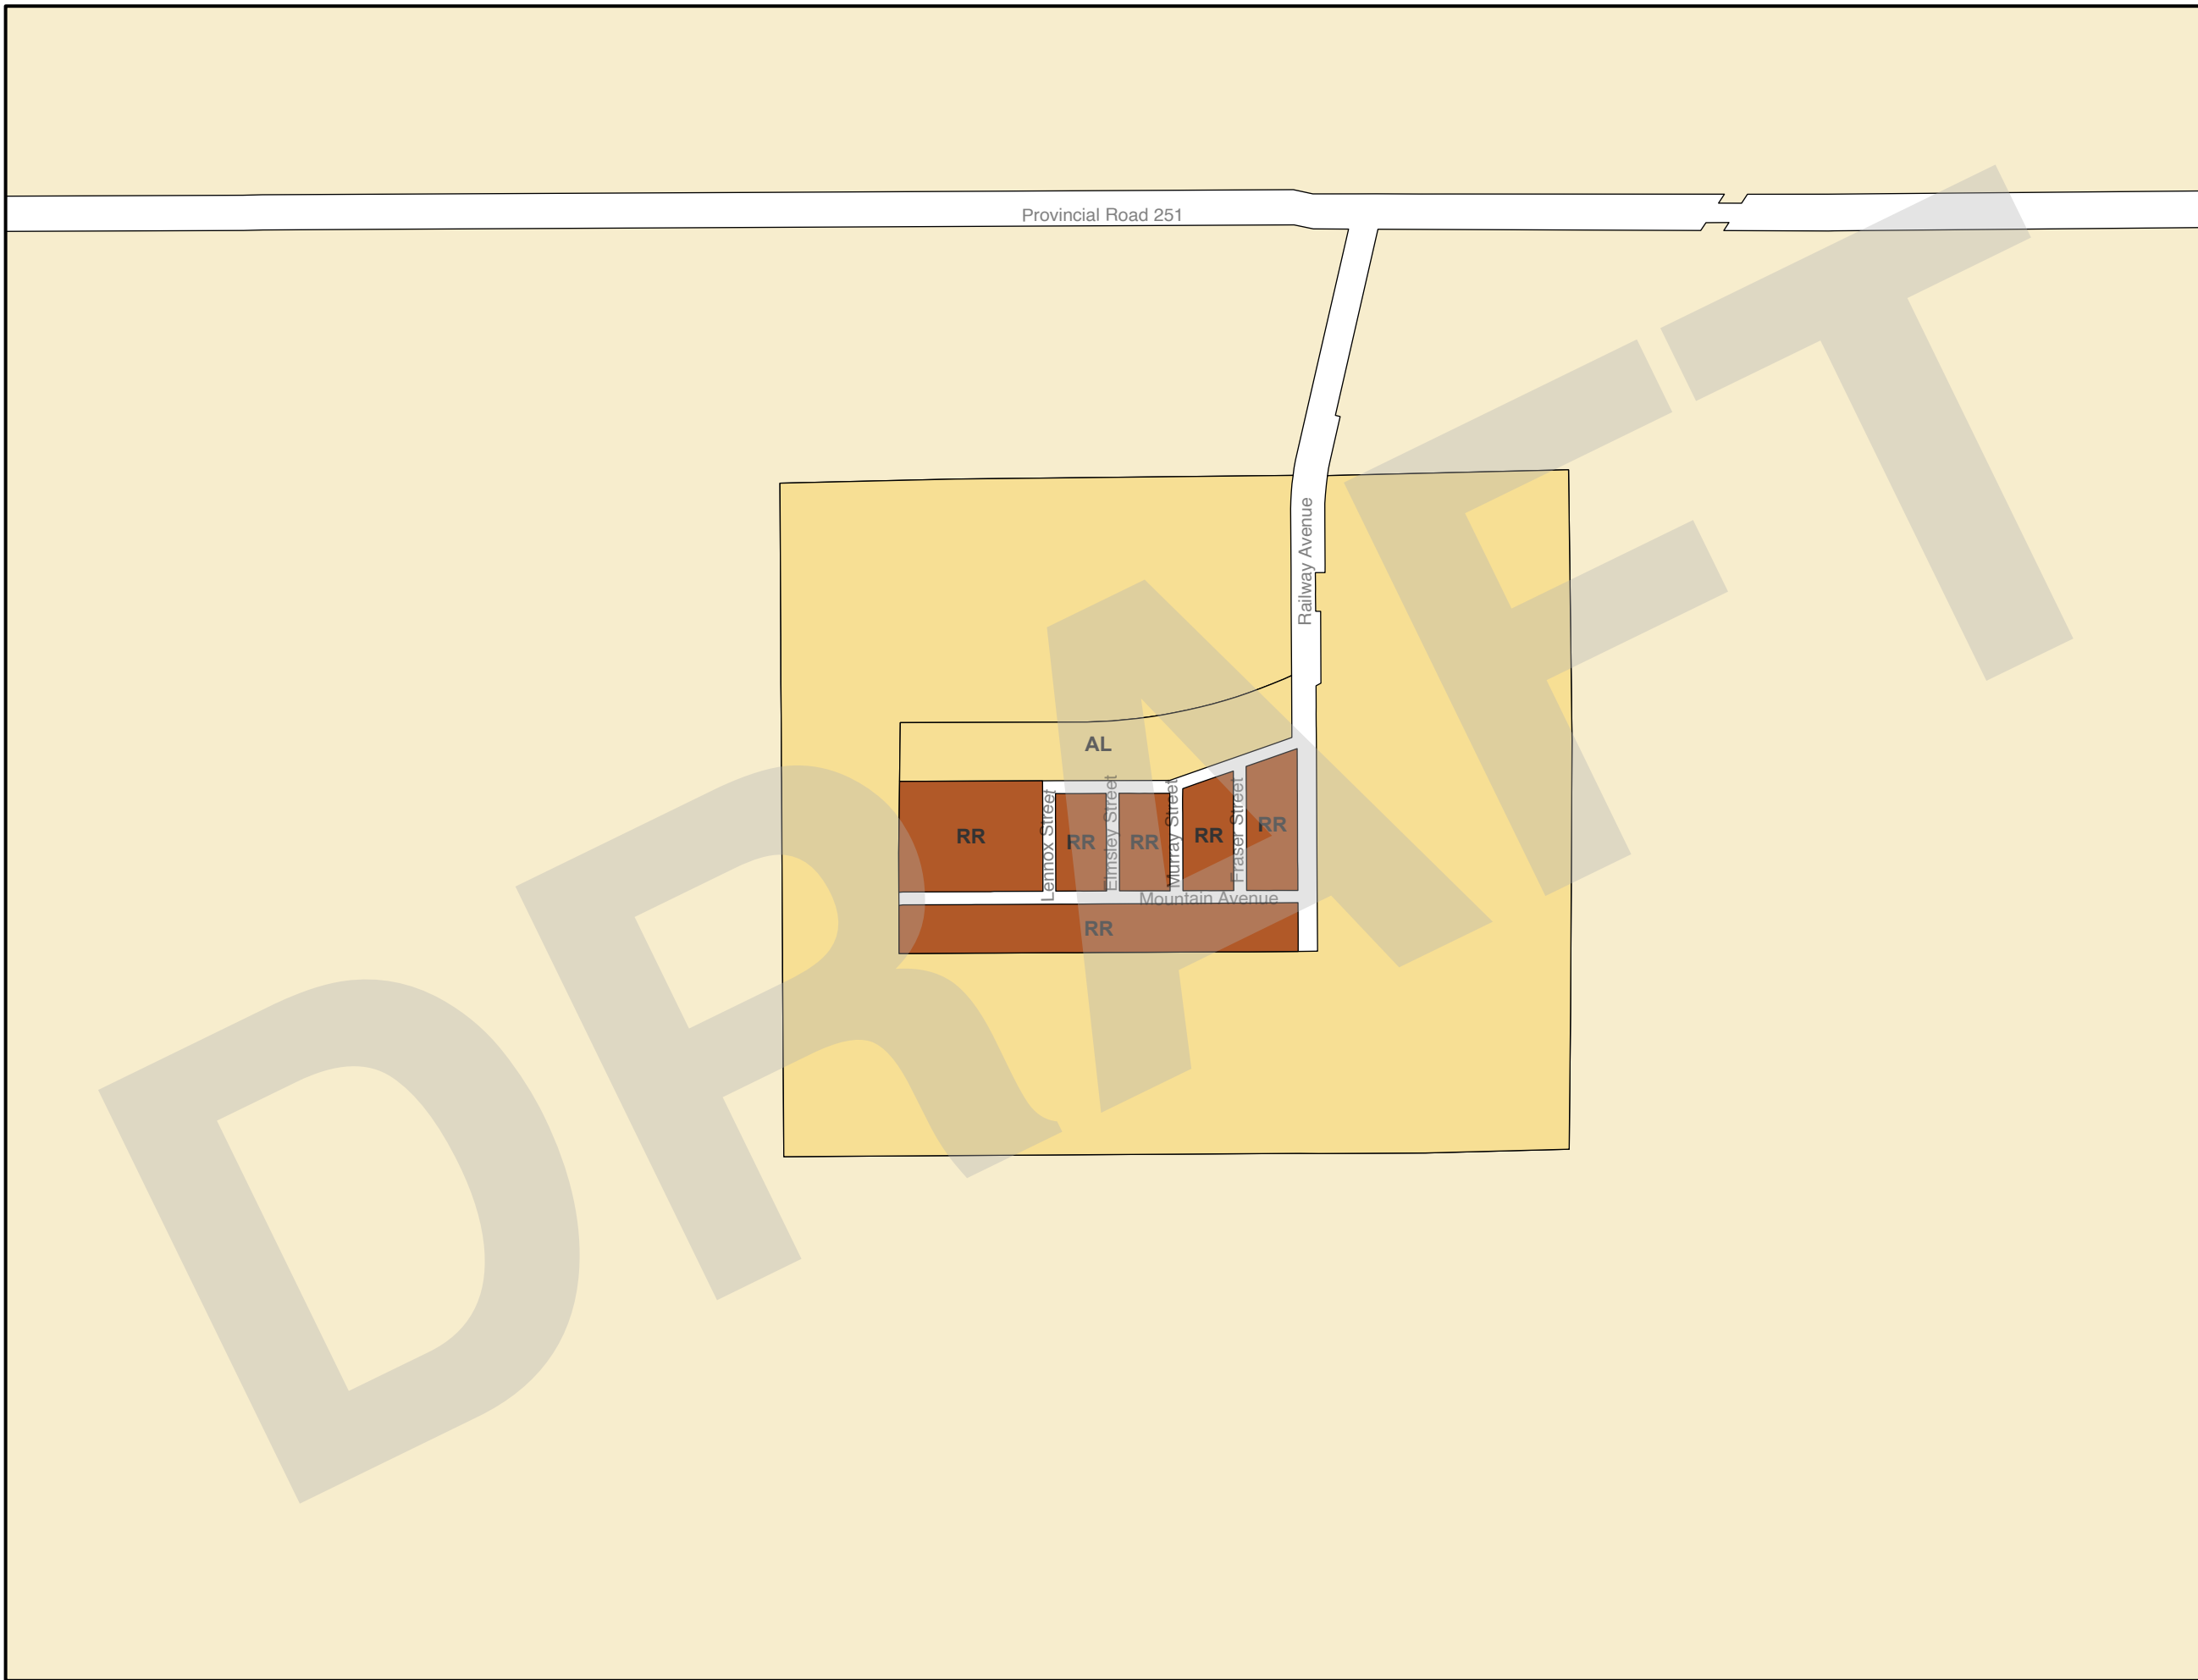 Provincial Road 251
Railway Avenue
AL
RR
Lennox Street
RR
Elmsley Street
RR
Murray Street
RR
Fraser Street
RR
Mountain Avenue
RR
DRAFT